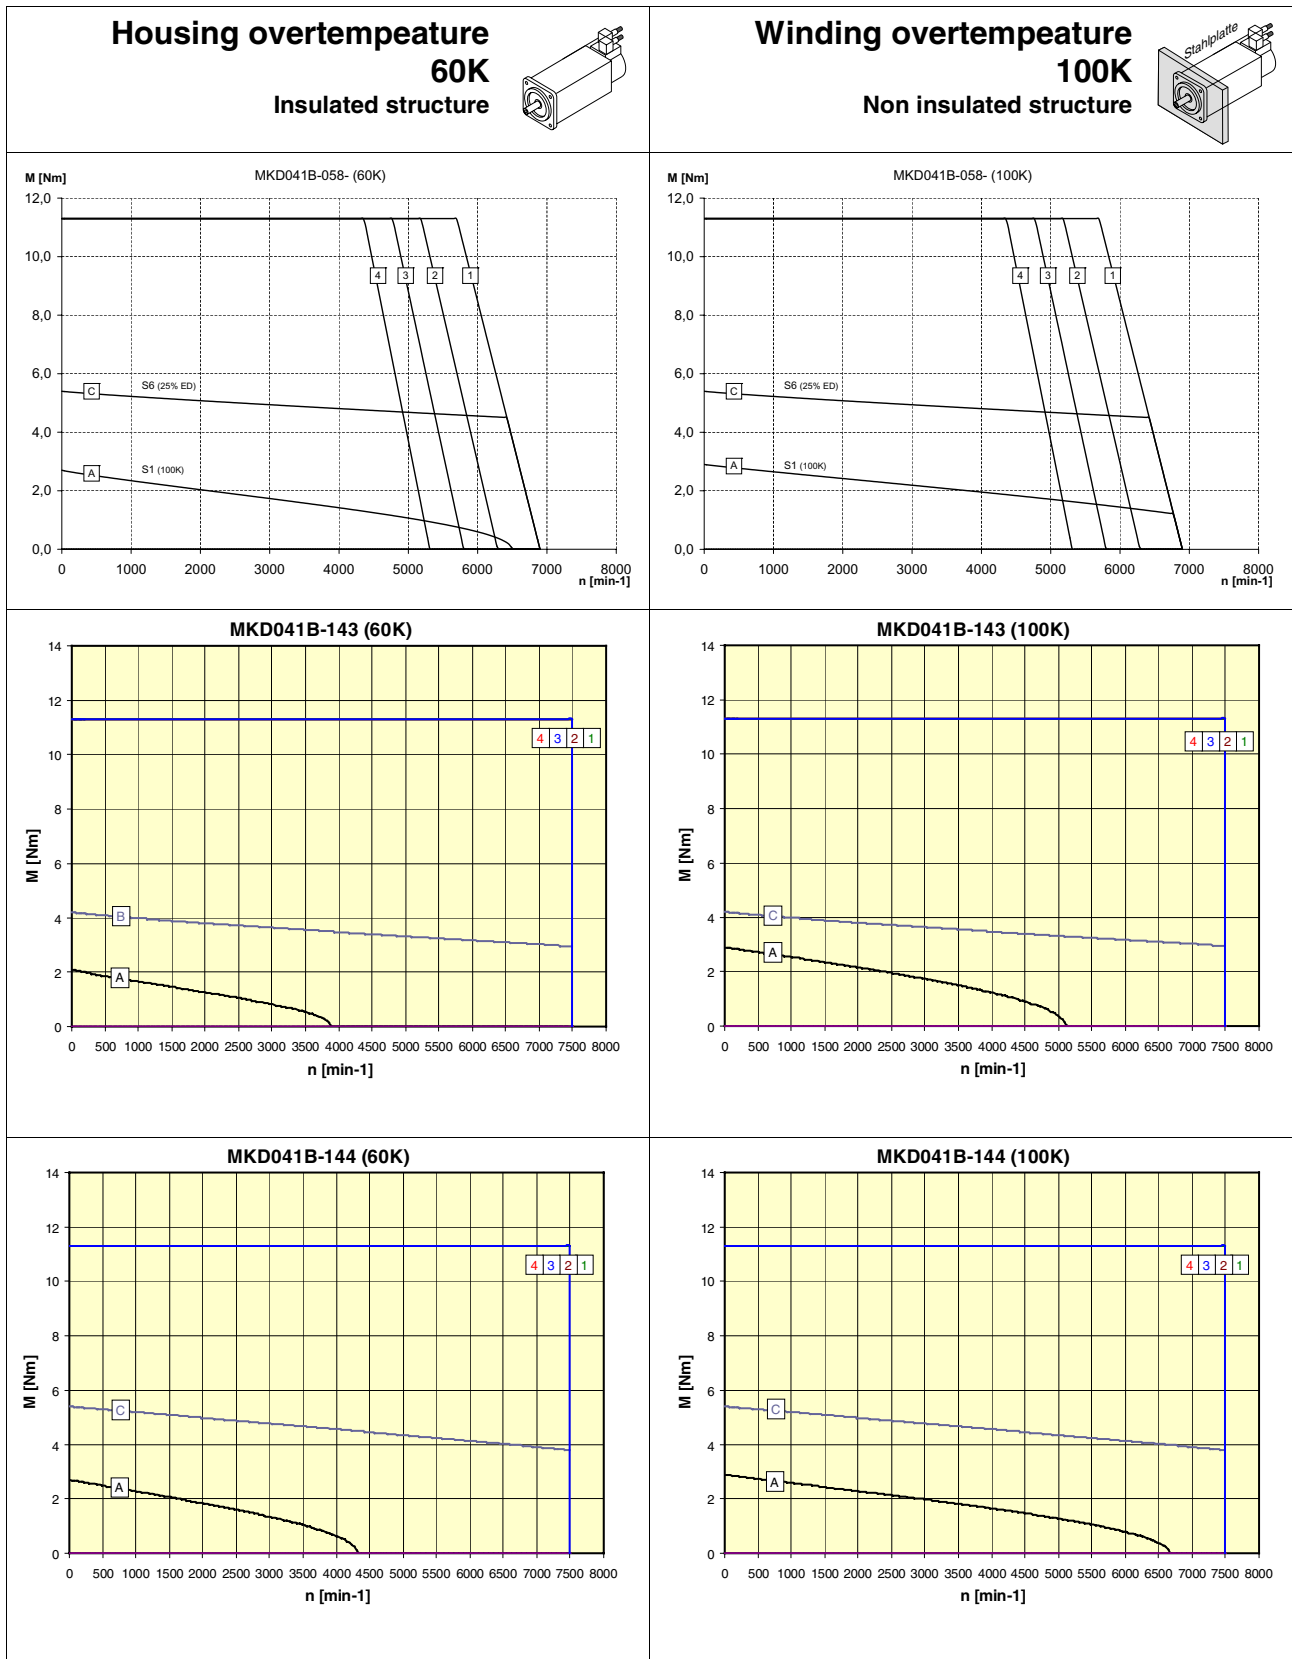 Housing overtempeature
60K
Insulated structure
Winding overtempeature
100K
Non insulated structure
Stahlplatte
M [Nm]
MKD041B-058- (60K)
12,0
10,0
8,0
6,0
4,0
2,0
0,0
4 3 2 1
C
S6 (25% ED)
A
S1 (100K)
0 1000 2000 3000 4000 5000 6000 7000 8000
n [min-1]
M [Nm]
MKD041B-058- (100K)
12,0
10,0
8,0
6,0
4,0
2,0
0,0
4 3 2 1
C
S6 (25% ED)
A
S1 (100K)
0 1000 2000 3000 4000 5000 6000 7000 8000
n [min-1]
MKD041B-143 (60K)
14
12
10
8
6
4
2
0
M [Nm]
4 3 2 1
B
A
0 500 1000 1500 2000 2500 3000 3500 4000 4500 5000 5500 6000 6500 7000 7500 8000
n [min-1]
MKD041B-143 (100K)
14
12
10
8
6
4
2
0
M [Nm]
4 3 2 1
C
A
0 500 1000 1500 2000 2500 3000 3500 4000 4500 5000 5500 6000 6500 7000 7500 8000
n [min-1]
MKD041B-144 (60K)
14
12
10
8
6
4
2
0
M [Nm]
4 3 2 1
C
A
0 500 1000 1500 2000 2500 3000 3500 4000 4500 5000 5500 6000 6500 7000 7500 8000
n [min-1]
MKD041B-144 (100K)
14
12
10
8
6
4
2
0
M [Nm]
4 3 2 1
C
A
0 500 1000 1500 2000 2500 3000 3500 4000 4500 5000 5500 6000 6500 7000 7500 8000
n [min-1]